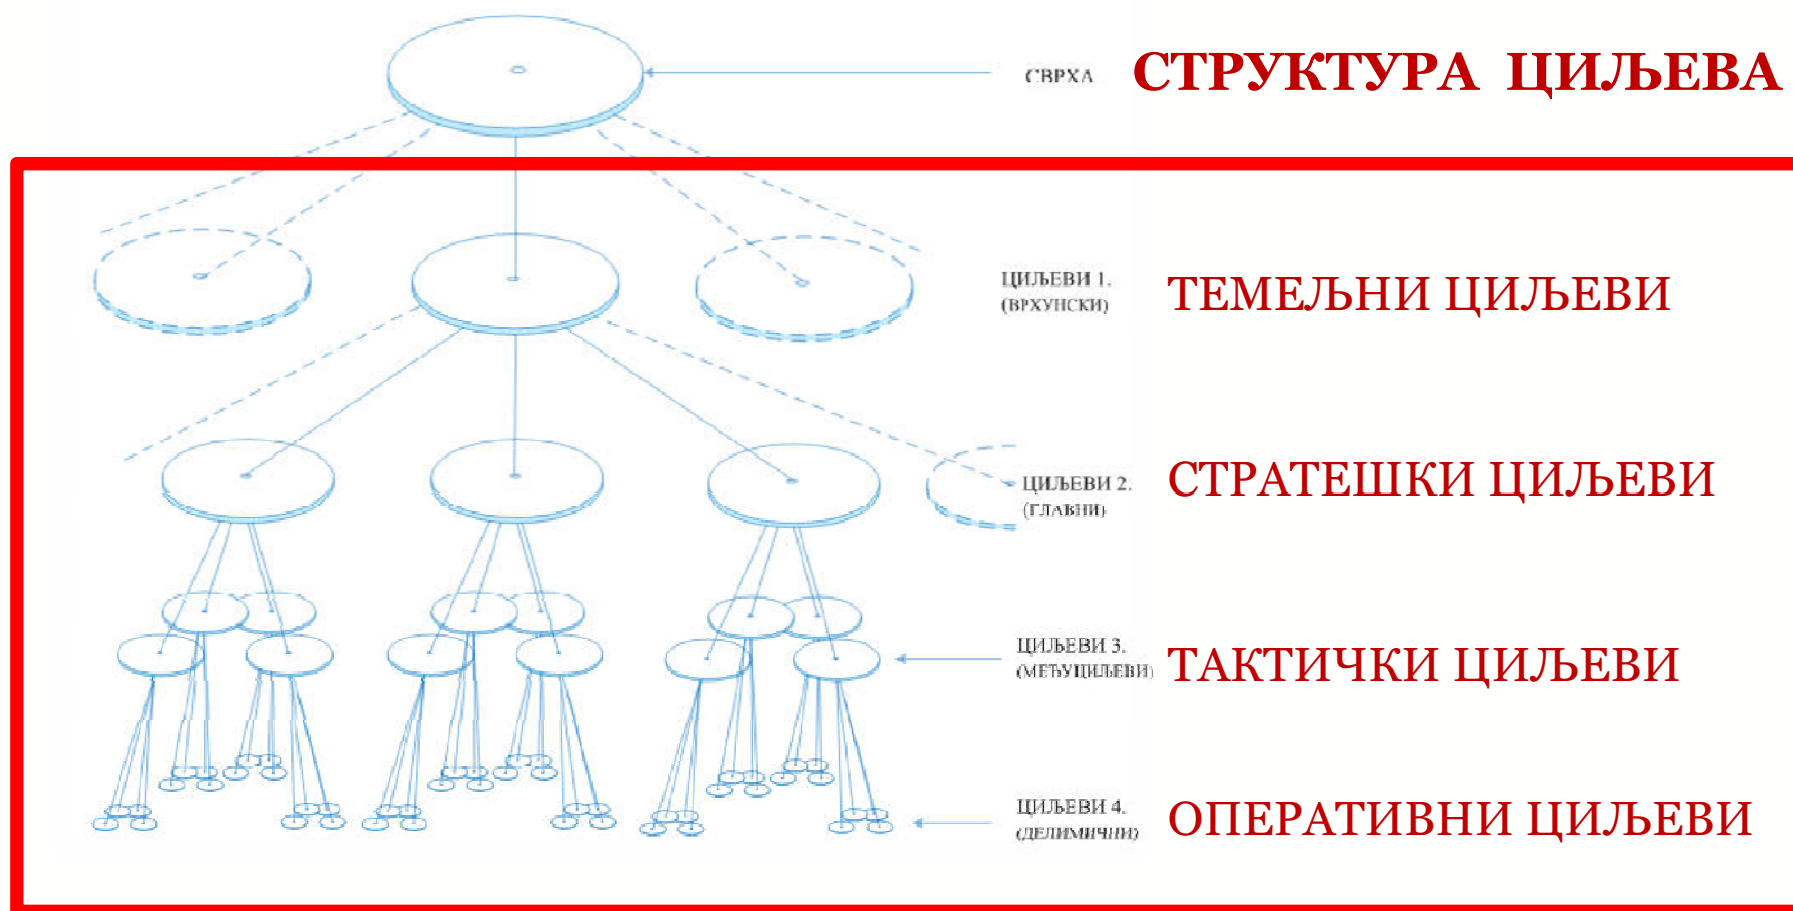 СВРХА
СТРУКТУРА ЦИЉЕВА
ЦИЉЕВИ 1.
(ВРХУНСКИ)
ТЕМЕЉНИ ЦИЉЕВИ
ЦИЉЕВИ 2.
(ГЛАВНИ)
СТРАТЕШКИ ЦИЉЕВИ
ЦИЉЕВИ 3.
(МЕЂУЦИЉЕВИ)
ТАКТИЧКИ ЦИЉЕВИ
ЦИЉЕВИ 4.
(ДЕЛИМИЧНИ)
ОПЕРАТИВНИ ЦИЉЕВИ